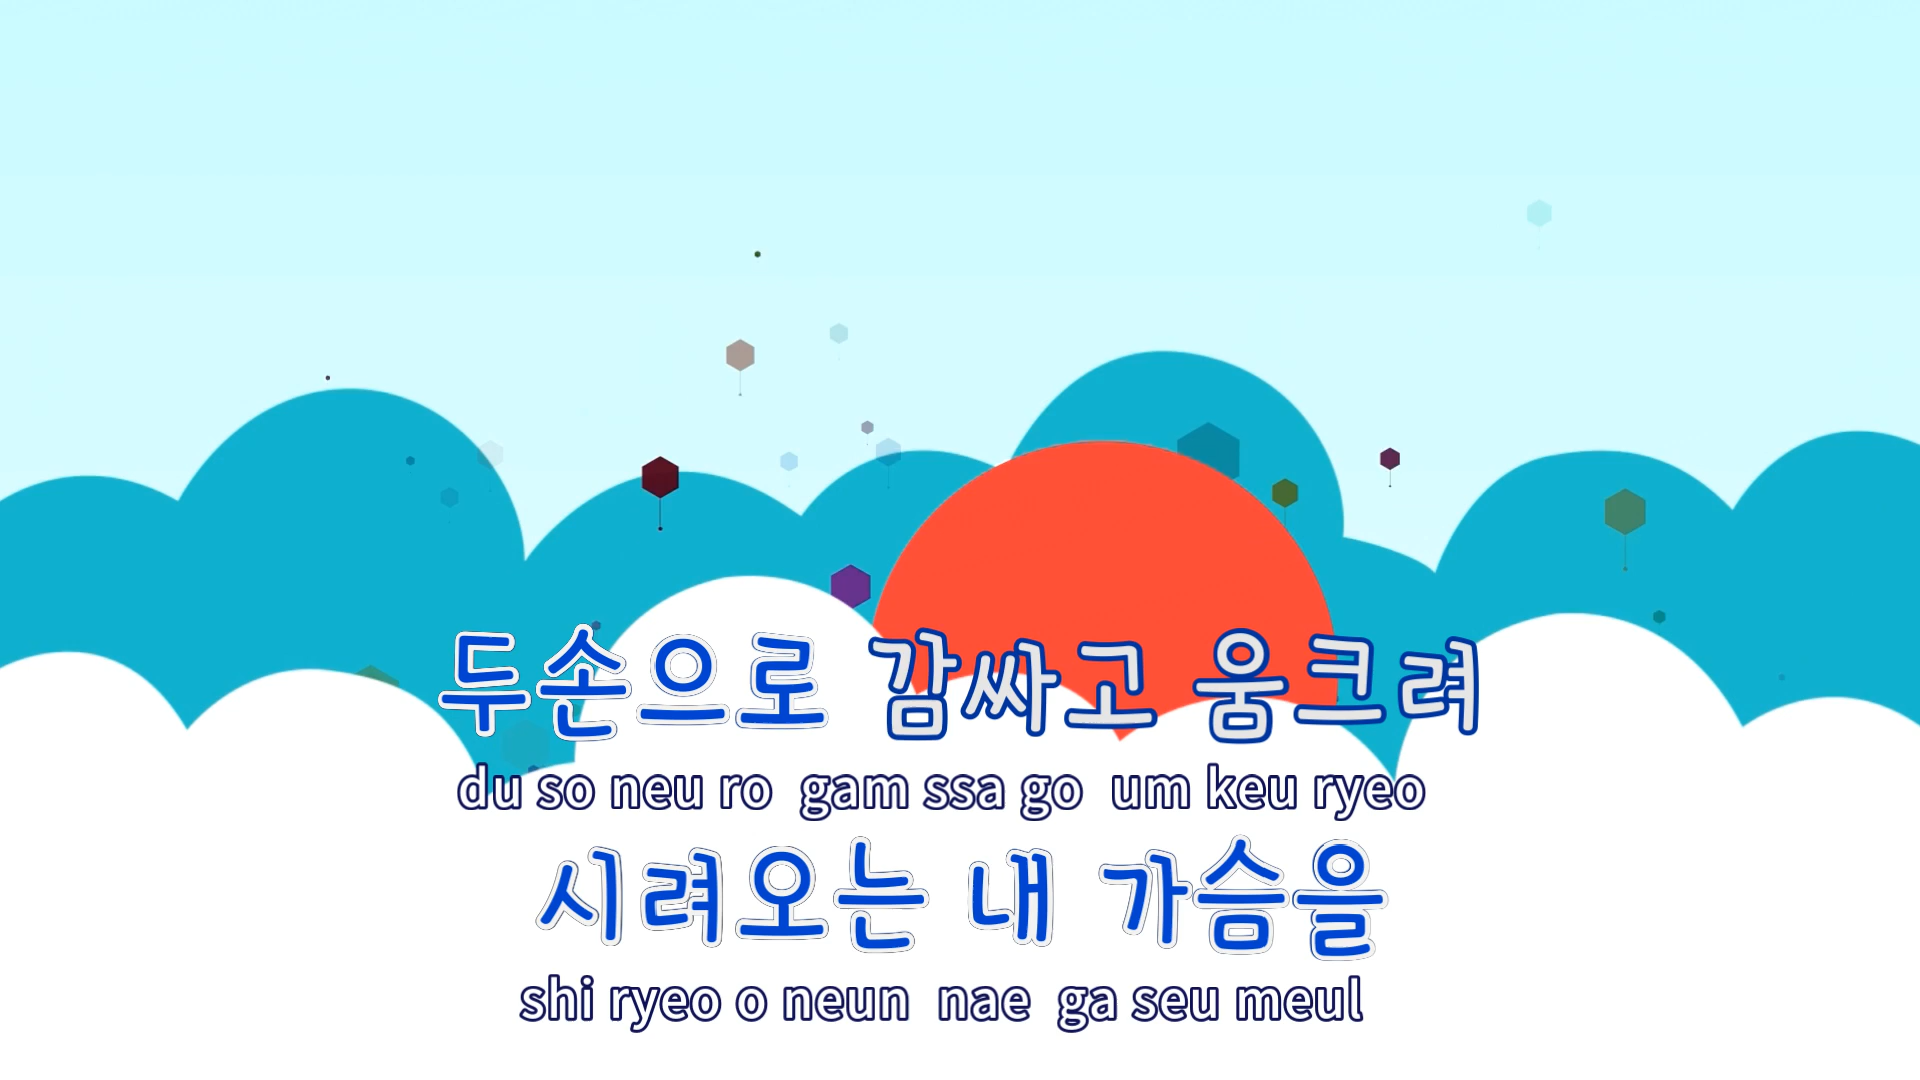 두손으로 감싸고 움크려
du so neu ro gam ssa go um keu ryeo
시려오는 내 가슴을
shi ryeo o neun nae ga seu meul